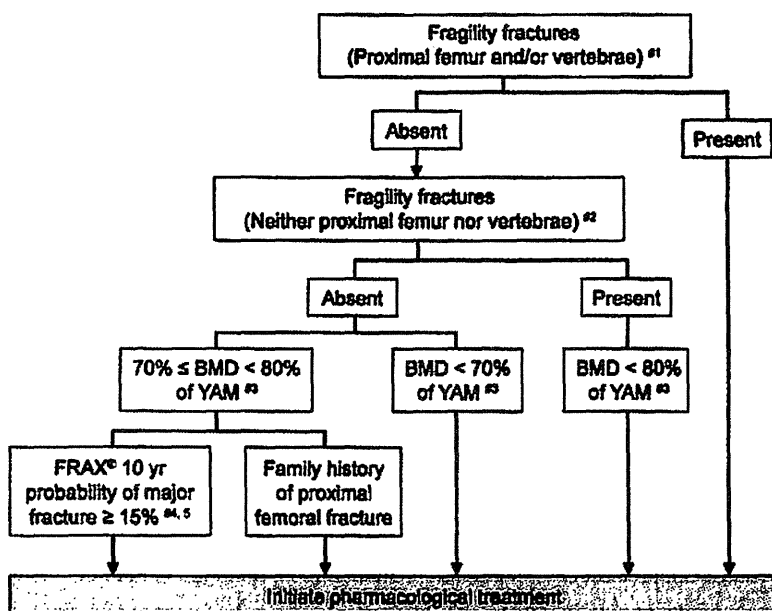 Fragility fractures
(Proximal femur and/or vertebrae) #1
Absent
Present
Fragility fractures
(Neither proximal femur nor vertebrae) #2
Absent
Present
70% ≤ BMD < 80%
of YAM #3
BMD < 70%
of YAM #3
BMD < 80%
of YAM #3
FRAX© 10 yr
probability of major
fracture ≥ 15% #4, 5
Family history
of proximal
femoral fracture
Initiate pharmacological treatment